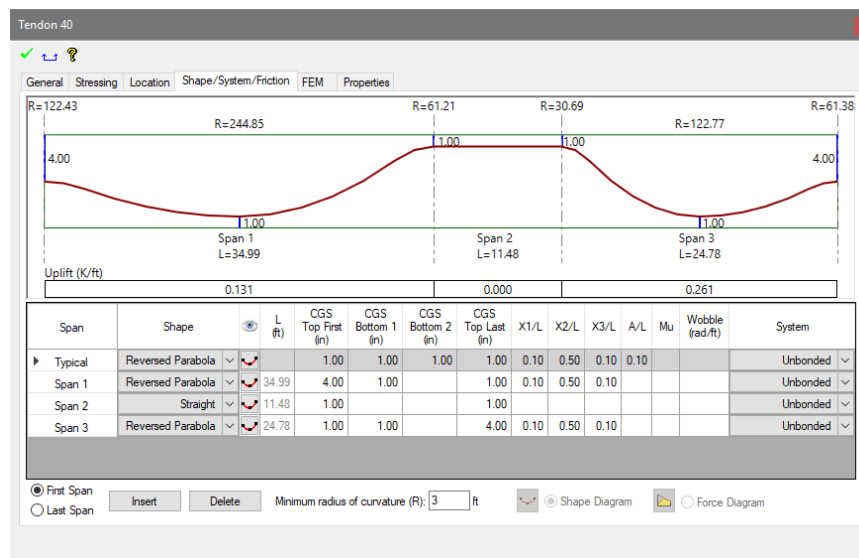 Tendon 40
General Stressing Location Shape/System/Friction FEM Properties
R=122.43 R=61.21 R=30.69 R=61.38
R=244.85 R=122.77
1.00 1.00
4.00 4.00
1.00 1.00
Span 1 Span 2 Span 3
L=34.99 L=11.48 L=24.78
Uplift (K/ft)
0.131 0.000 0.261
Span Shape L (ft) CGS Top First (in) CGS Bottom 1 (in) CGS Bottom 2 (in) CGS Top Last (in) X1/L X2/L X3/L A/L Mu Wobble (rad/ft) System
Typical Reversed Parabola 1.00 1.00 1.00 1.00 0.10 0.50 0.10 0.10 Unbonded
Span 1 Reversed Parabola 34.99 4.00 1.00 1.00 0.10 0.50 0.10 Unbonded
Span 2 Straight 11.48 1.00 1.00 Unbonded
Span 3 Reversed Parabola 24.78 1.00 1.00 4.00 0.10 0.50 0.10 Unbonded
First Span
Last Span
Insert Delete Minimum radius of curvature (R): 3 ft Shape Diagram Force Diagram